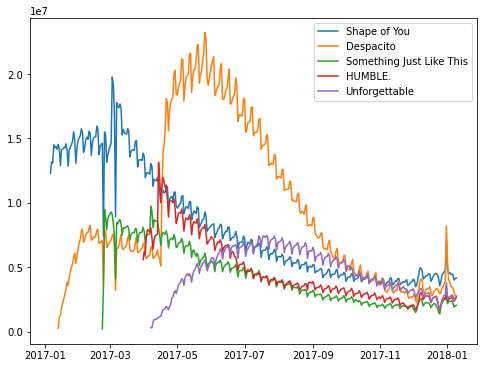 1e7
Shape of You
Despacito
Something Just Like This
HUMBLE.
Unforgettable
2.0
1.5
1.0
0.5
0.0
2017-01 2017-03 2017-05 2017-07 2017-09 2017-11 2018-01